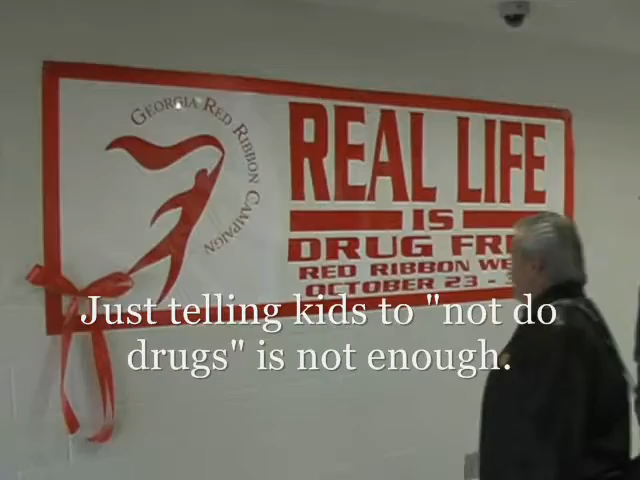 GEORGIA RED RIBBON CAMPAIGN
REAL LIFE
IS
DRUG FR
RED RIBBON WE
OCTOBER 23 -
Just telling kids to "not do
drugs" is not enough.